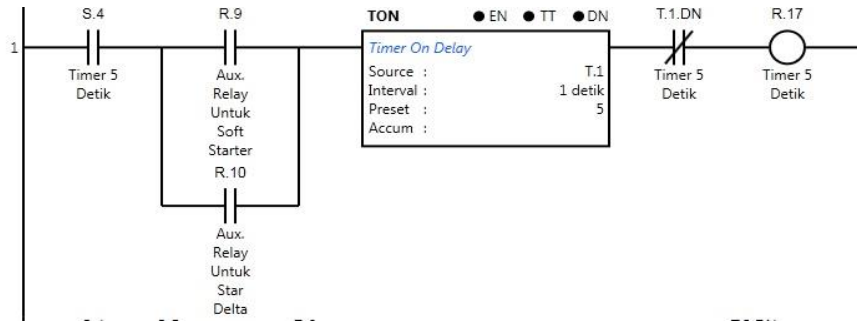 S.4
R.9
TON
EN
TT
DN
T.1.DN
R.17
1
Timer On Delay
Timer 5
Detik
Aux.
Relay
Untuk
Soft
Starter
Source : T.1
Interval : 1 detik
Preset : 5
Accum :
Timer 5
Detik
Timer 5
Detik
R.10
Aux.
Relay
Untuk
Star
Delta